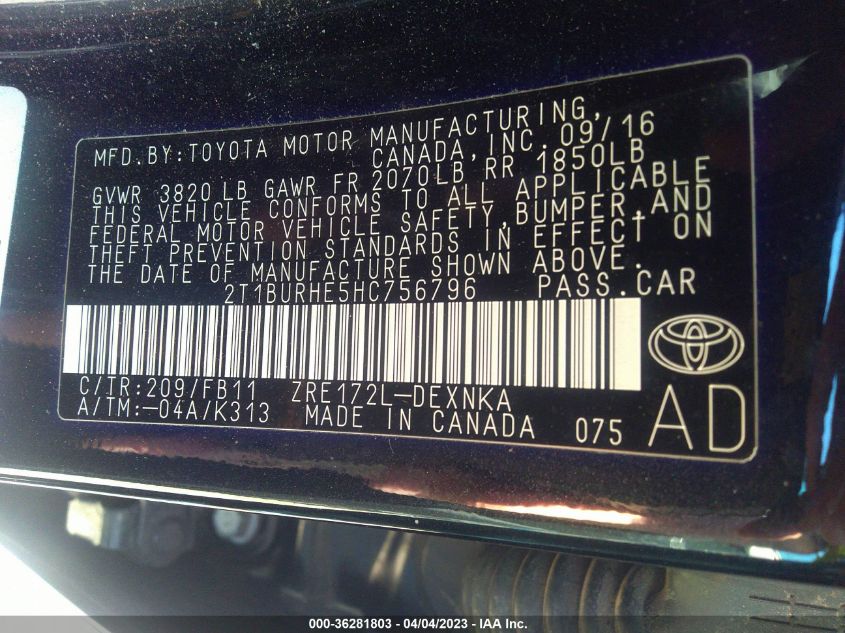 MFD.BY:TOYOTA MOTOR MANUFACTURING,
CANADA, INC. 09/16
GVWR 3820 LB GAWR FR 2070LB RR 1850LB
THIS VEHICLE CONFORMS TO ALL APPLICABLE
FEDERAL MOTOR VEHICLE SAFETY, BUMPER, AND
THEFT PREVENTION STANDARDS IN EFFECT ON
THE DATE OF MANUFACTURE SHOWN ABOVE.
2T1BURHE5HC756796 PASS.CAR
C/TR:209/FB11 ZRE172L-DEXNKA
A/TM:-04A/K313 MADE IN CANADA 075 AD
000-36281803 - 04/04/2023 - IAA Inc.